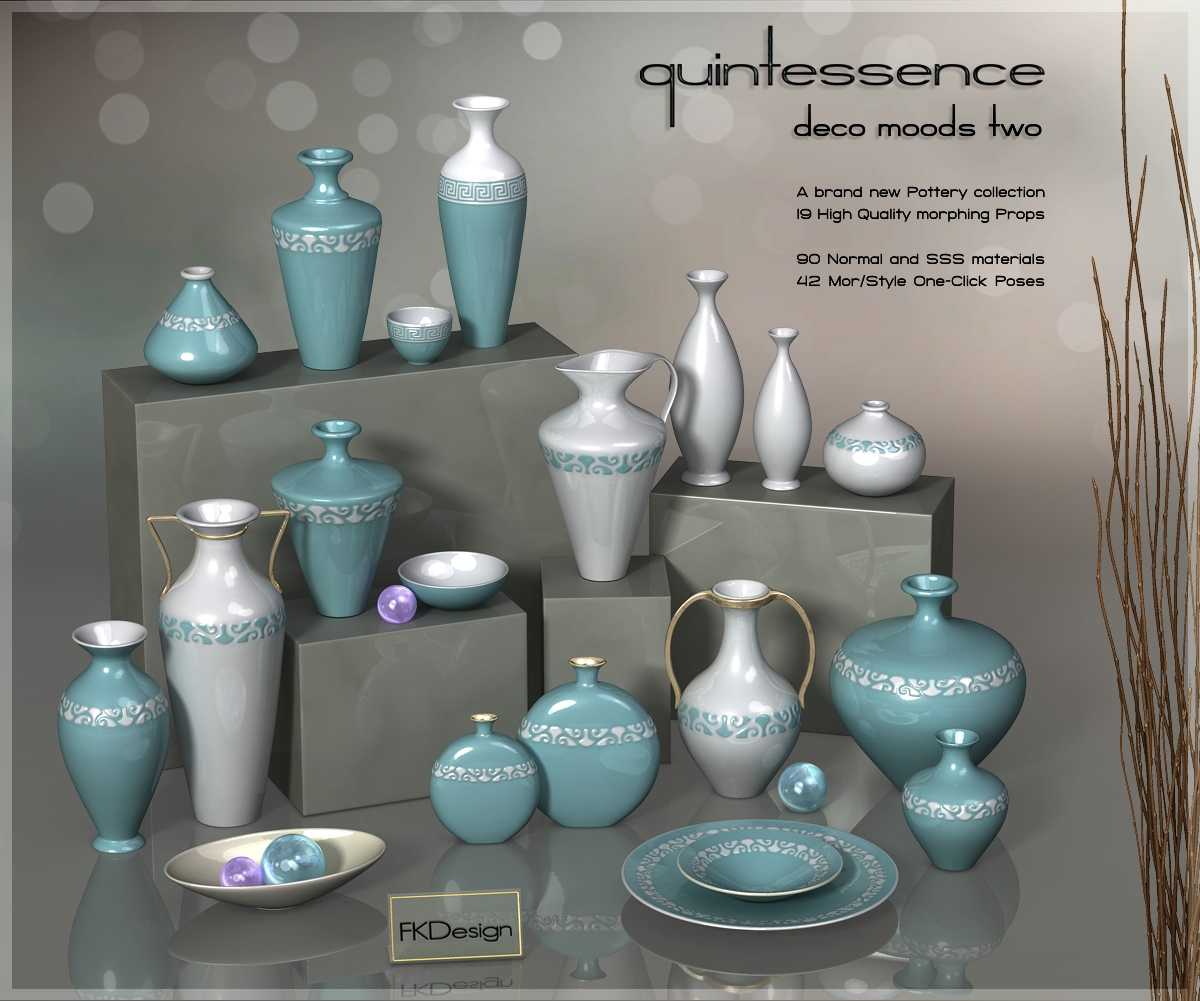 quintessence
deco moods two
A brand new Pottery collection
19 High Quality morphing Props
90 Normal and SSS materials
42 Mor/Style One-Click Poses
FKDesign